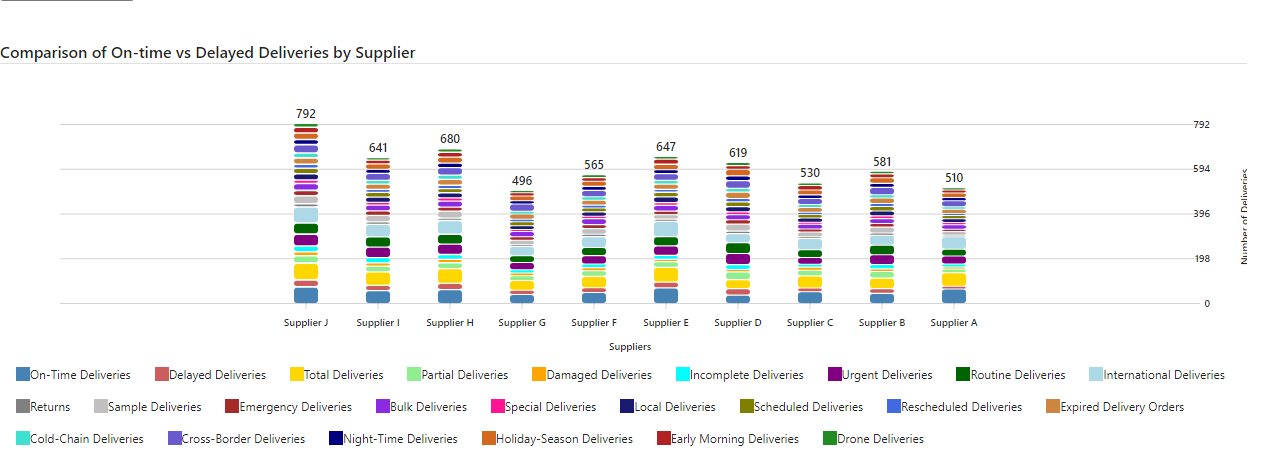 Comparison of On-time vs Delayed Deliveries by Supplier
792
641
680
496
565
647
619
530
581
510
792
594
396
198
0
Number of Deliveries
Supplier J Supplier I Supplier H Supplier G Supplier F Supplier E Supplier D Supplier C Supplier B Supplier A
Suppliers
On-Time Deliveries Delayed Deliveries Total Deliveries Partial Deliveries Damaged Deliveries Incomplete Deliveries Urgent Deliveries Routine Deliveries International Deliveries
Returns Sample Deliveries Emergency Deliveries Bulk Deliveries Special Deliveries Local Deliveries Scheduled Deliveries Rescheduled Deliveries Expired Delivery Orders
Cold-Chain Deliveries Cross-Border Deliveries Night-Time Deliveries Holiday-Season Deliveries Early Morning Deliveries Drone Deliveries